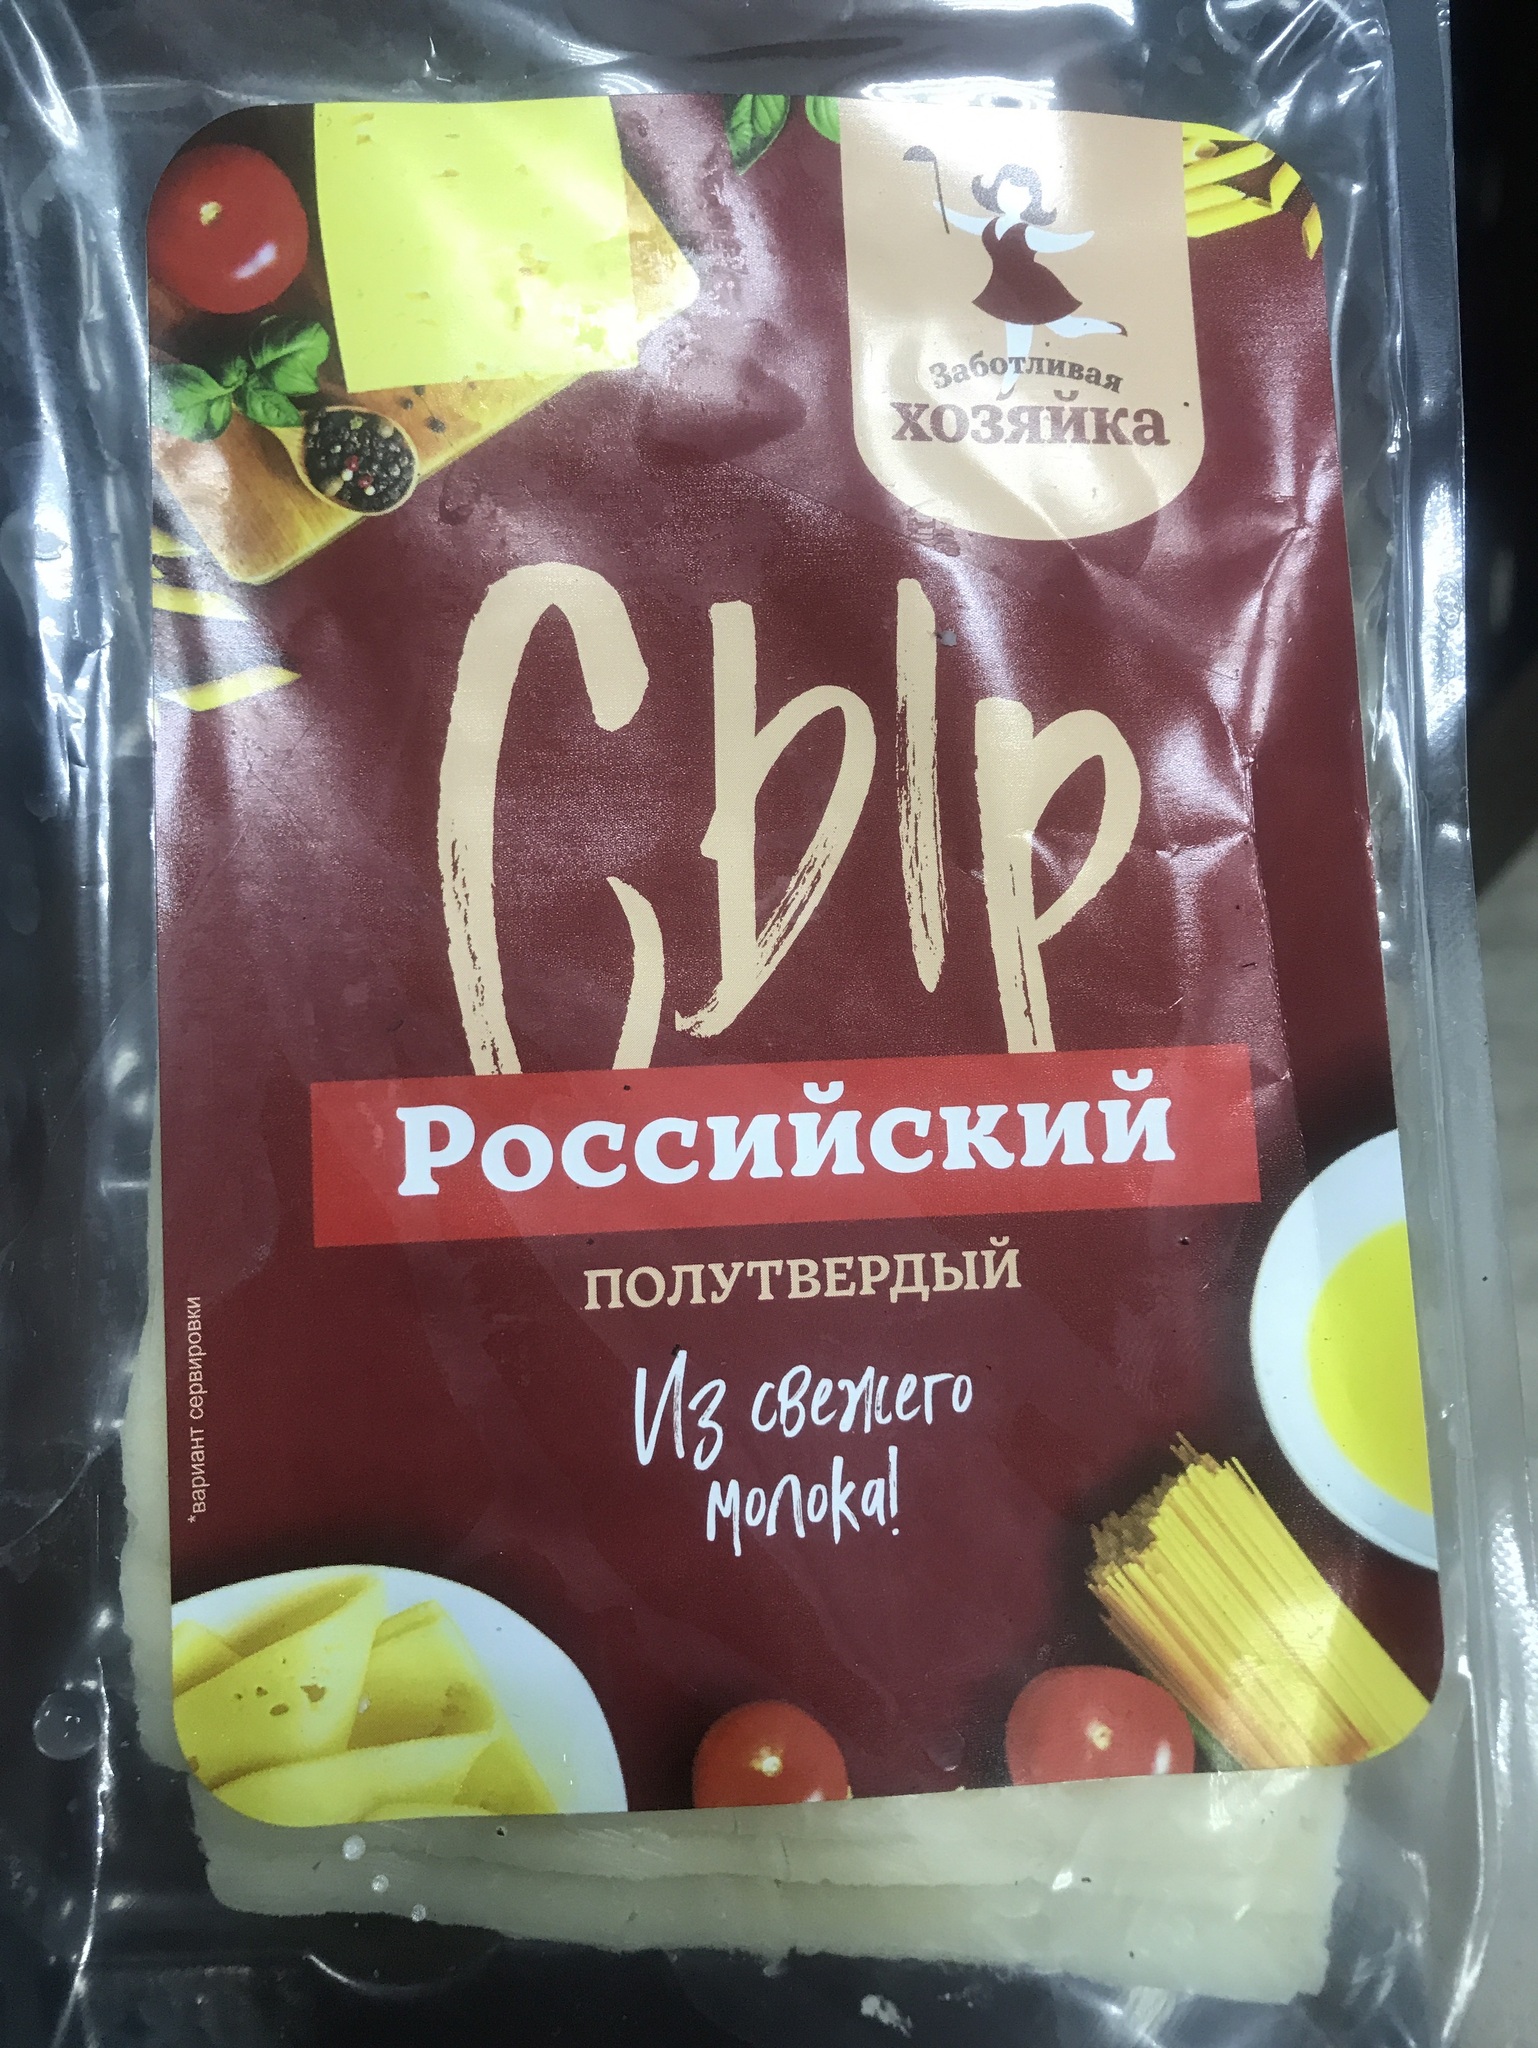 Заботливая
хозяйка
Сыр
Российский
ПОЛУТВЕРДЫЙ
Из свежего
молока!
*вариант сервировки